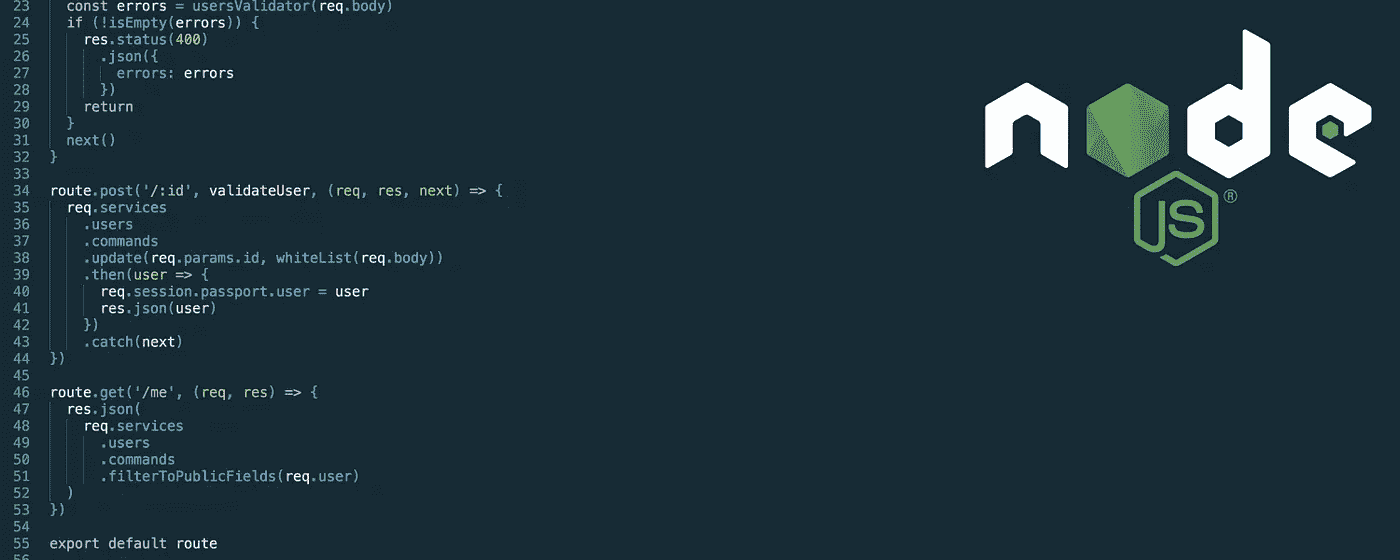 23 const errors = usersValidator(req.body)
24 if (!isEmpty(errors)) {
25 res.status(400)
26 .json({
27 errors: errors
28 })
29 return
30 }
31 next()
32 }
33
34 route.post('/:id', validateUser, (req, res, next) => {
35 req.services
36 .users
37 .commands
38 .update(req.params.id, whiteList(req.body))
39 .then(user => {
40 req.session.passport.user = user
41 res.json(user)
42 })
43 .catch(next)
44 })
45
46 route.get('/me', (req, res) => {
47 res.json(
48 req.services
49 .users
50 .commands
51 .filterToPublicFields(req.user)
52 )
53 })
54
55 export default route
56
node
JS®